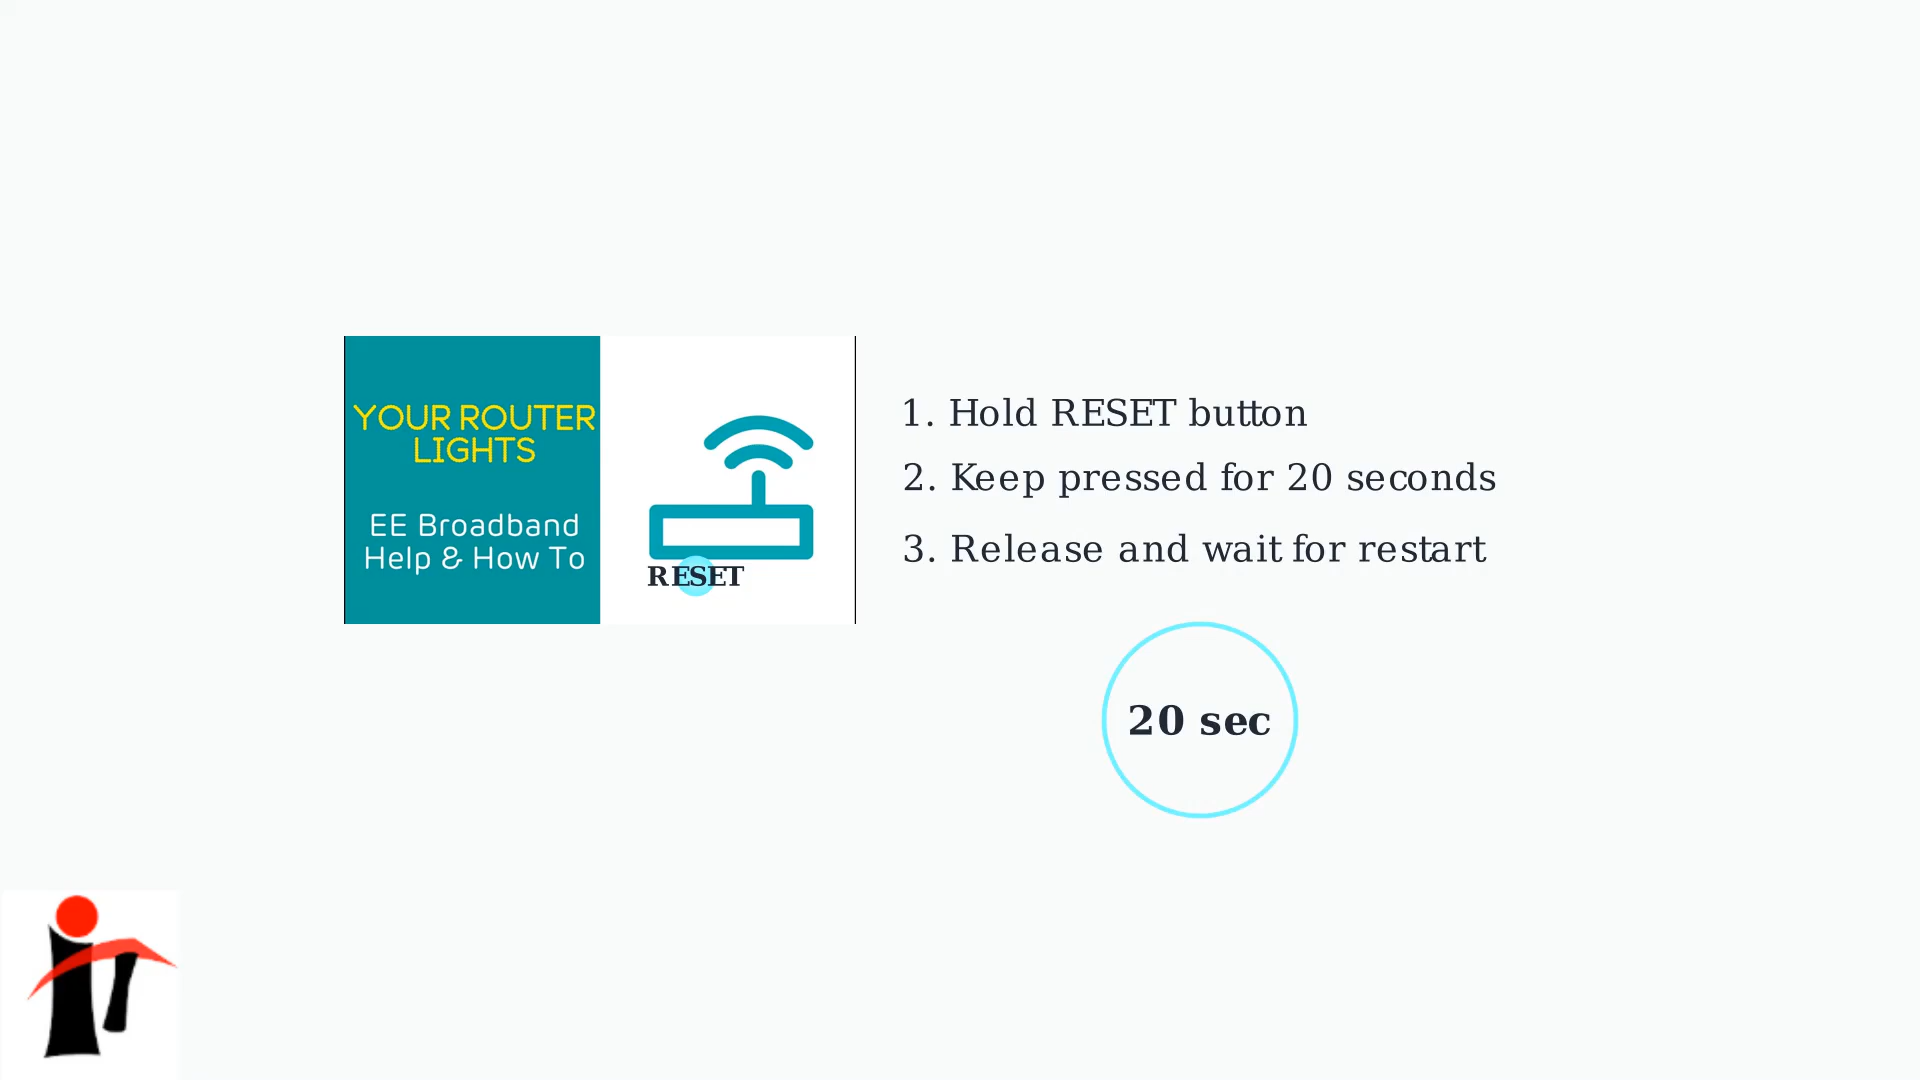 YOUR ROUTER
LIGHTS
EE Broadband
Help & How To
RESET
1. Hold RESET button
2. Keep pressed for 20 seconds
3. Release and wait for restart
20 sec